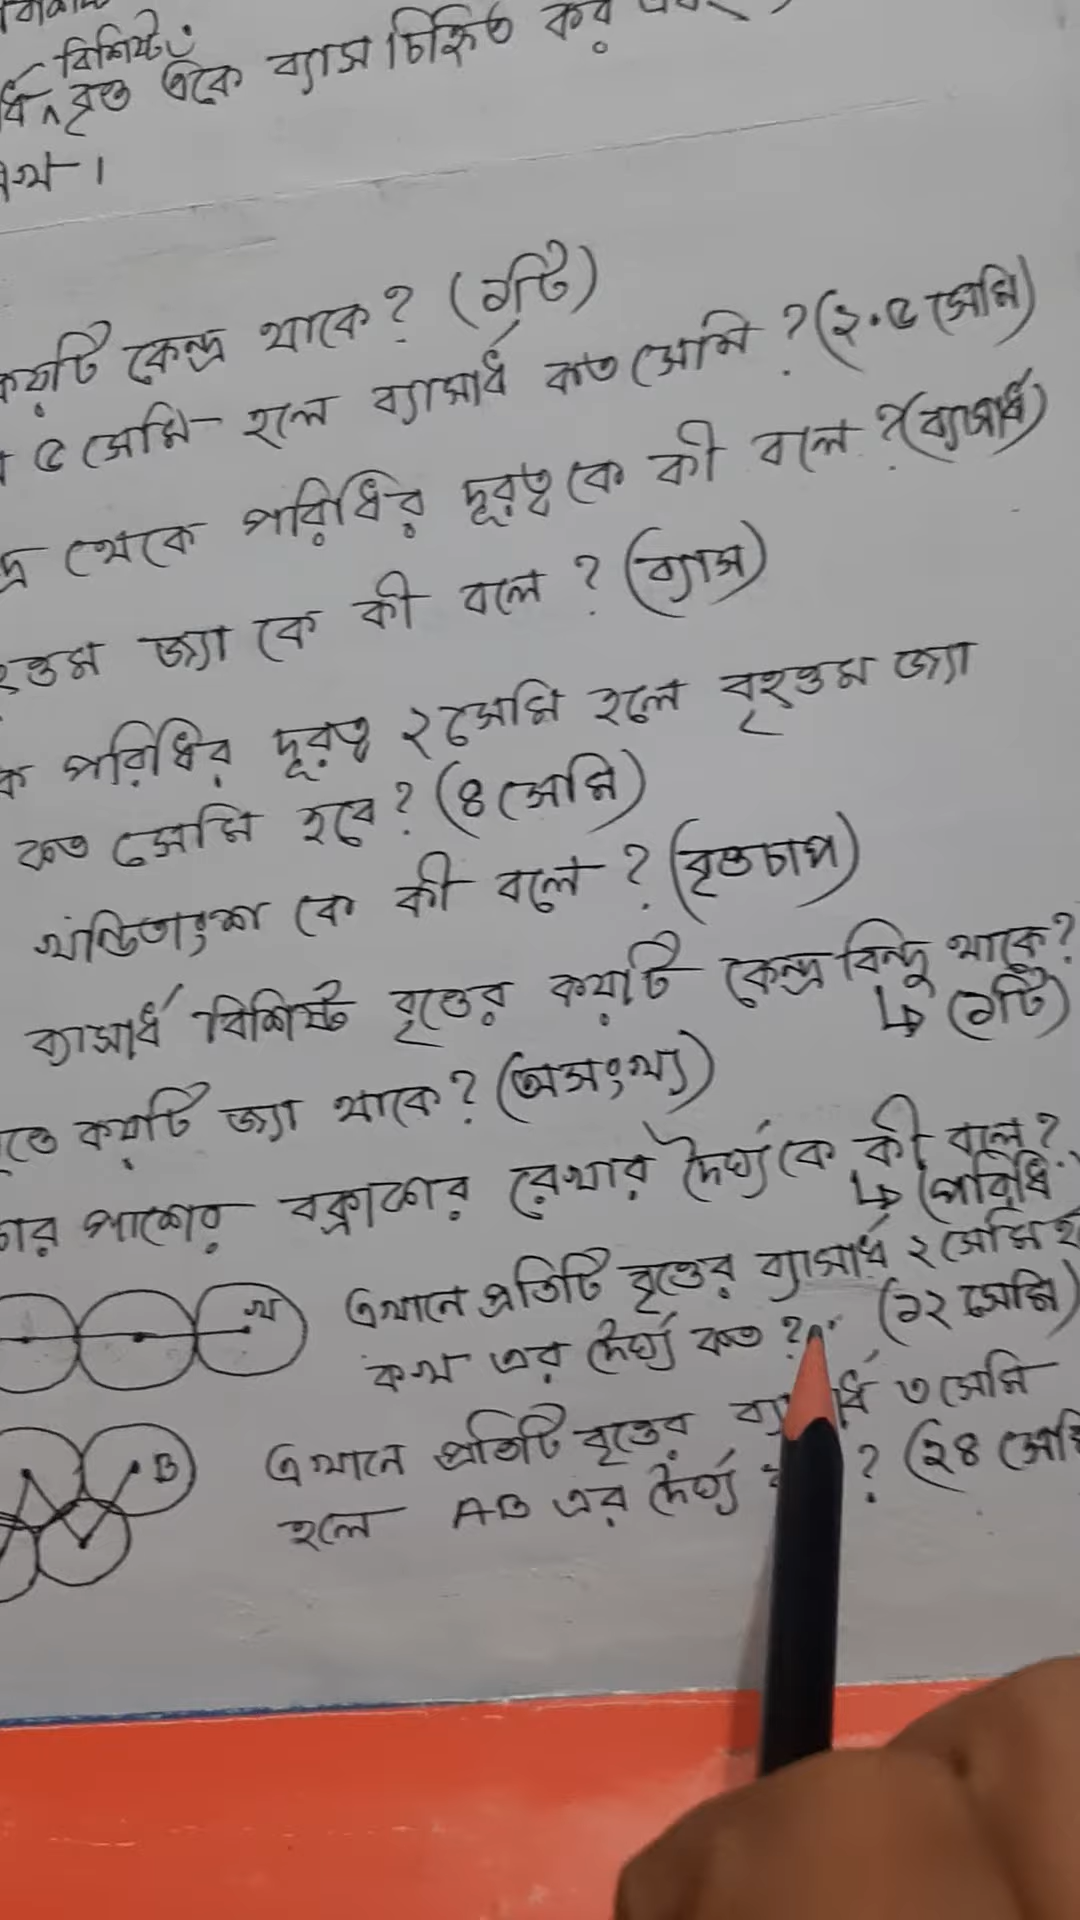 বিশিষ্ট
বৃত্ত একে ব্যাস চিহ্নিত কর
কয়টি কেন্দ্র থাকে? (১টি)
৫ সেমি হলে ব্যাসার্ধ কত সেমি ? (২.৫ সেমি)
থেকে পরিধির দূরত্ব কে কী বলে ? (ব্যাসার্ধ)
জ্যা কে কী বলে ? (ব্যাস)
পরিধির দূরত্ব ২ সেমি হলে বৃহত্তম জ্যা
কত সেমি হবে? (৪ সেমি)
খন্ডিতাংশ কে কী বলে ? (বৃত্তচাপ)
ব্যাসার্ধ বিশিষ্ট বৃত্তের কয়টি কেন্দ্র বিন্দু থাকে?
↳ (১টি)
কয়টি জ্যা থাকে? (অসংখ্য)
পাশের বক্রাকার রেখার দৈর্ঘ্য কে কী বলে?
↳ (পরিধি
খ
এখানে প্রতিটি বৃত্তের ব্যাসার্ধ ২ সেমি
কখ এর দৈর্ঘ্য কত ? (১২ সেমি)
B
এখানে প্রতিটি বৃত্তের ৩ সেমি
হলে AB এর দৈর্ঘ্য ? (২৪